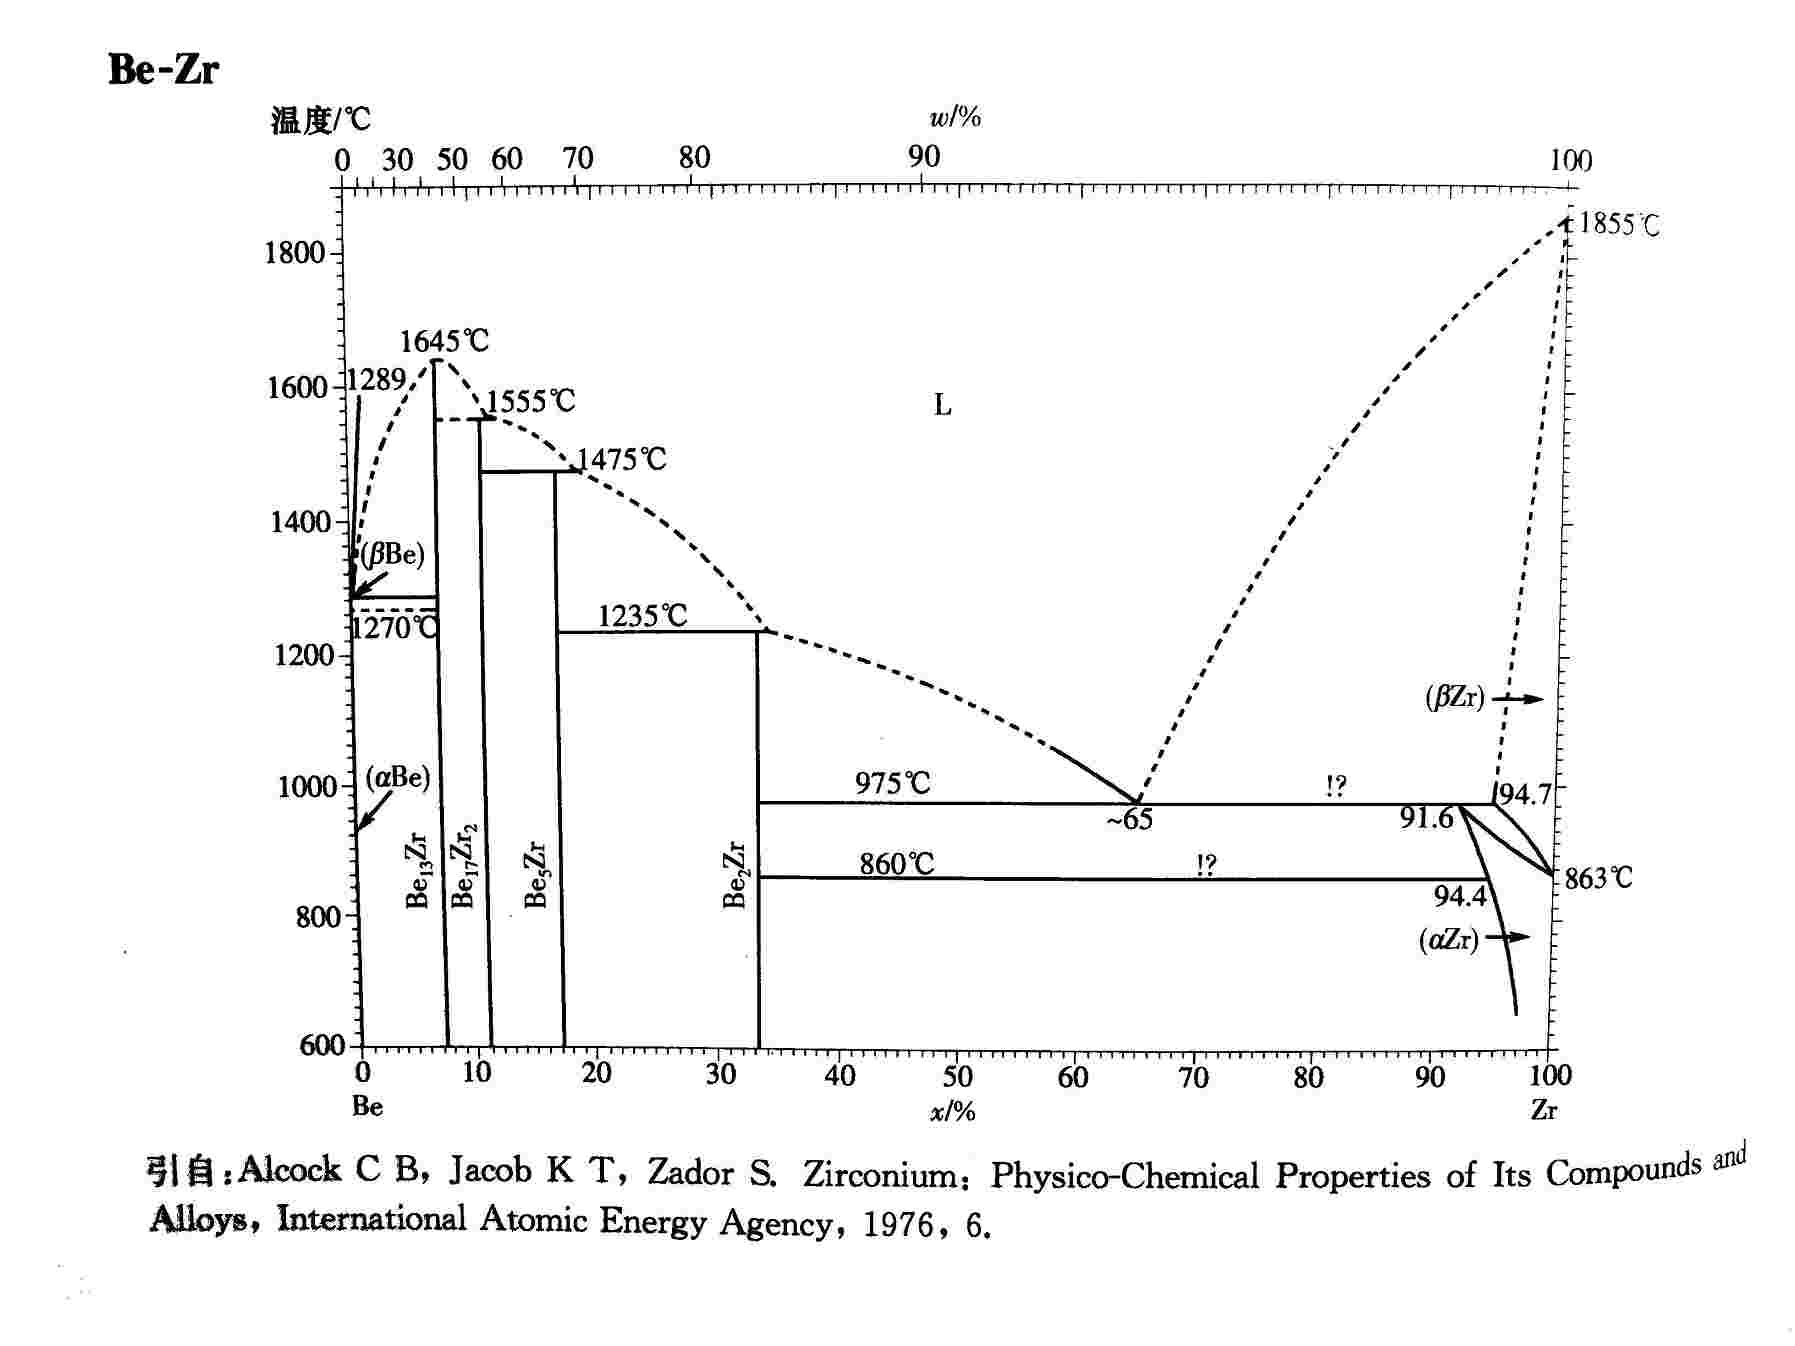 Be-Zr
温度/℃
w/%
0 30 50 60 70 80 90 100
1855℃
1800
1645℃
1600
1289
1555℃
L
1475℃
1400
(βBe)
1235℃
1270℃
1200
(βZr)
975℃
!?
1000
94.7
(αBe)
~65
91.6
Be₁₃Zr
Be₁₇Zr₂
Be₅Zr
Be₂Zr
860℃
!?
863℃
94.4
800
(αZr)
600
0 10 20 30 40 50 60 70 80 90 100
Be
x/%
Zr
引自:Alcock C B, Jacob K T, Zador S. Zirconium: Physico-Chemical Properties of Its Compounds and
Alloys, International Atomic Energy Agency, 1976, 6.